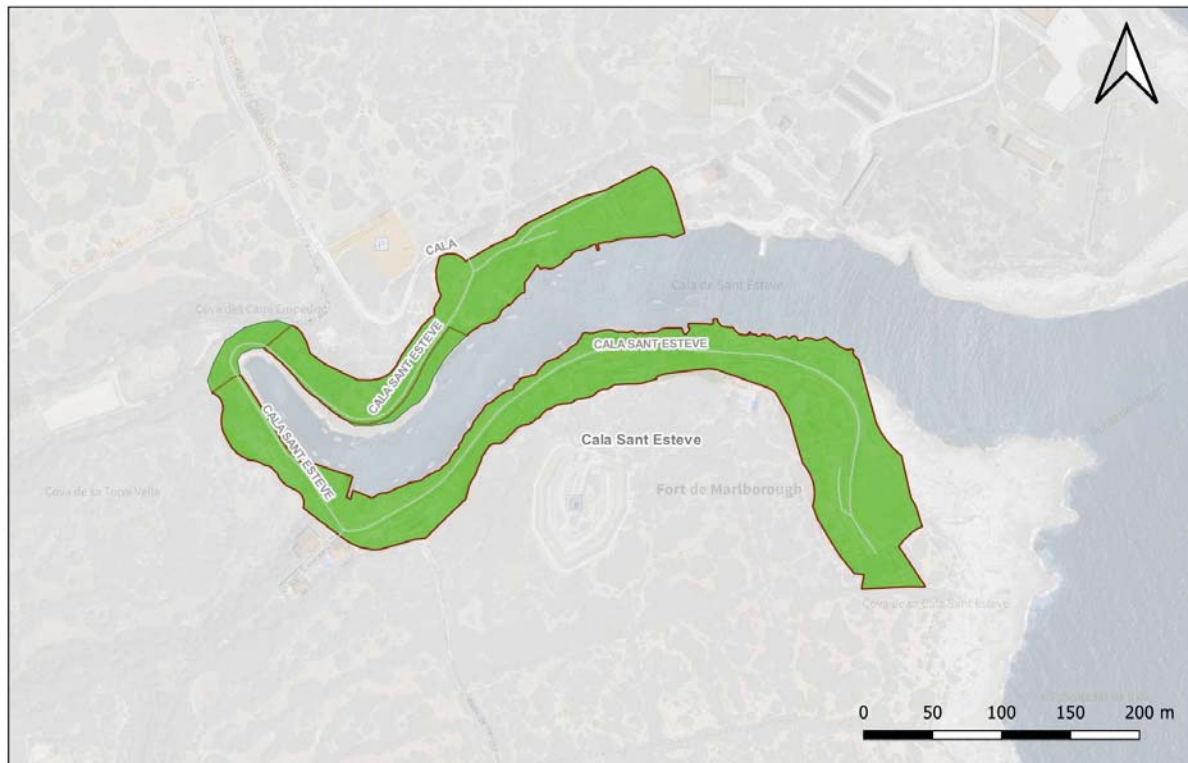 CALA
Cala de Sant Esteve
Cova des Calze Empedrat
CALA SANT ESTEVE
CALA SANT ESTEVE
CALA SANT ESTEVE
Cala Sant Esteve
Fort de Marlborough
Cova de sa Torre Vella
Cova de sa Cala Sant Esteve
0 50 100 150 200 m